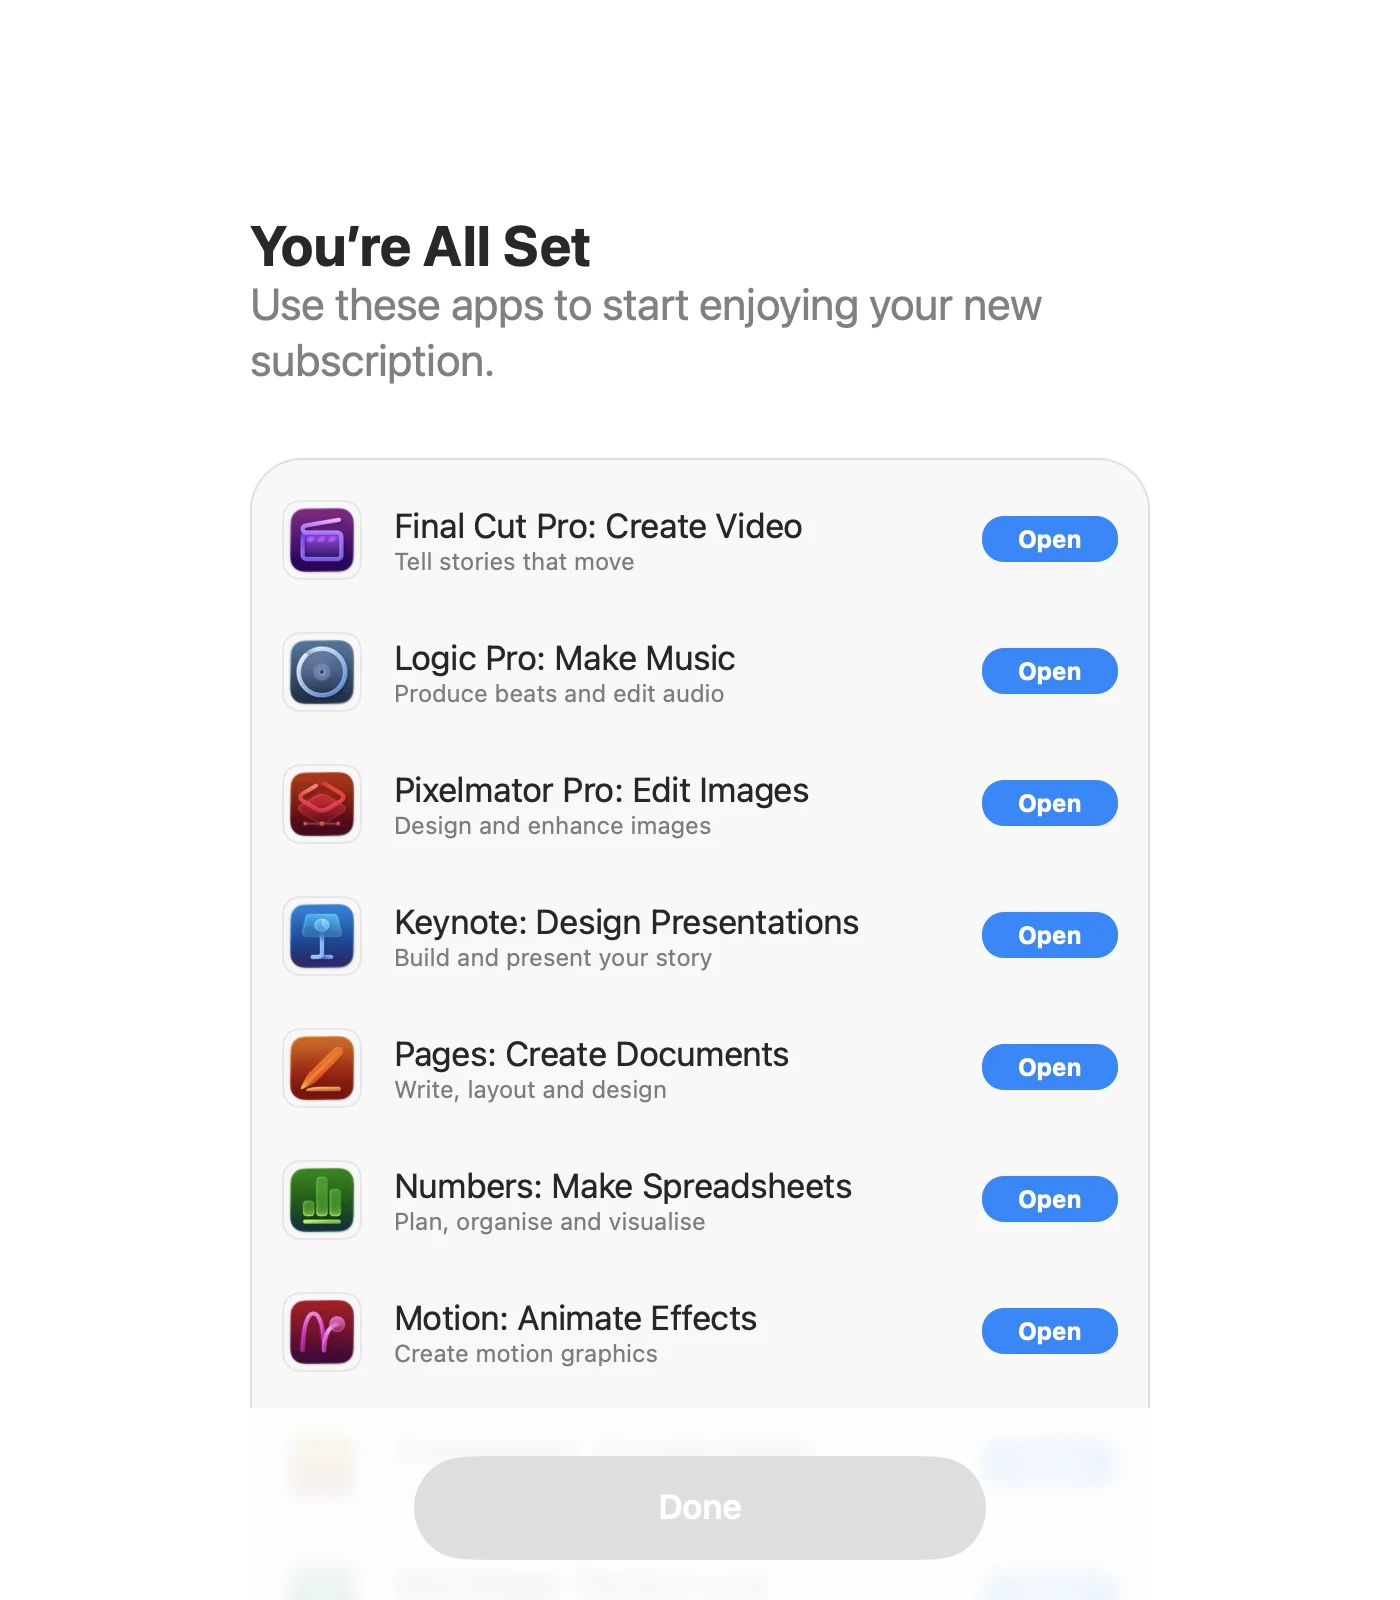 You’re All Set
Use these apps to start enjoying your new
subscription.
Final Cut Pro: Create Video
Tell stories that move
Open
Logic Pro: Make Music
Produce beats and edit audio
Open
Pixelmator Pro: Edit Images
Design and enhance images
Open
Keynote: Design Presentations
Build and present your story
Open
Pages: Create Documents
Write, layout and design
Open
Numbers: Make Spreadsheets
Plan, organise and visualise
Open
Motion: Animate Effects
Create motion graphics
Open
Done